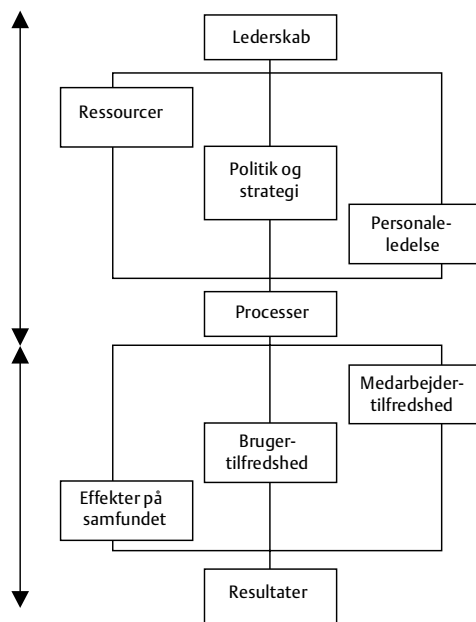 Lederskab
Ressourcer
Politik og
strategi
Personale-
ledelse
Processer
Medarbejder-
tilfredshed
Bruger-
tilfredshed
Effekter på
samfundet
Resultater